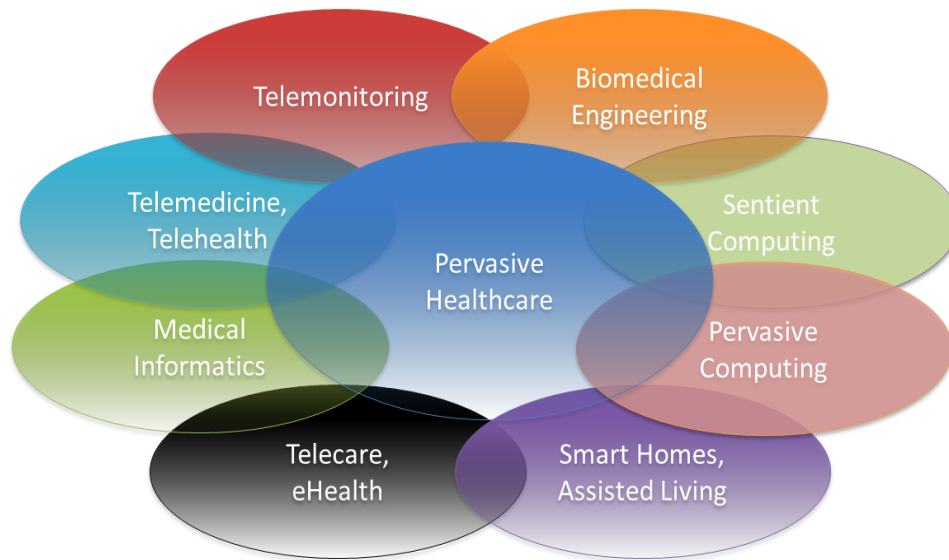 Telemonitoring
Biomedical
Engineering
Telemedicine,
Telehealth
Sentient
Computing
Pervasive
Healthcare
Medical
Informatics
Pervasive
Computing
Telecare,
eHealth
Smart Homes,
Assisted Living